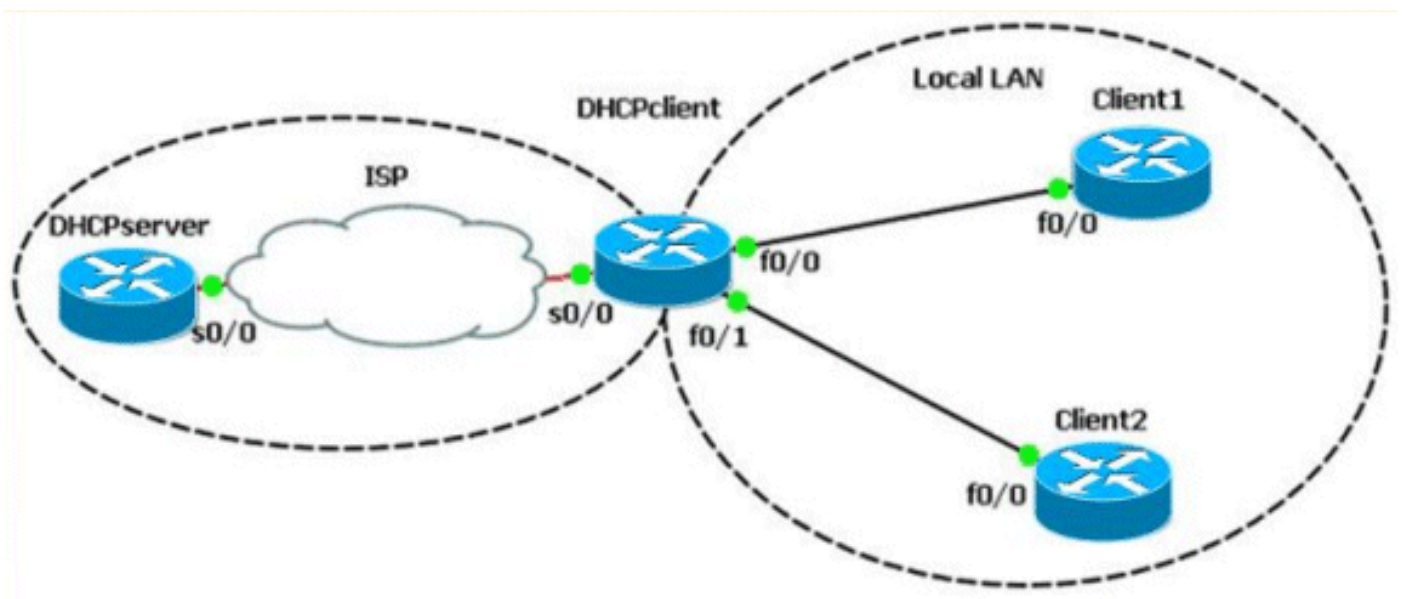 Local LAN
Client1
DHCPclient
ISP
DHCPserver
f0/0
f0/0
s0/0
s0/0
f0/1
Client2
f0/0